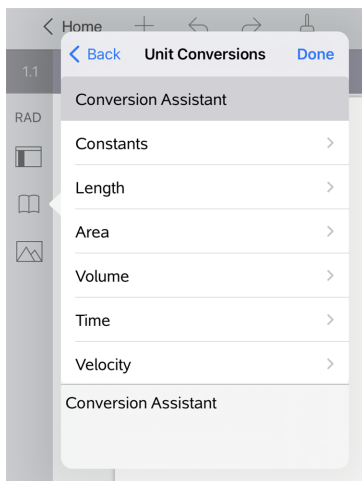 Home
1.1
Back Unit Conversions Done
Conversion Assistant
RAD
Constants
Length
Area
Volume
Time
Velocity
Conversion Assistant